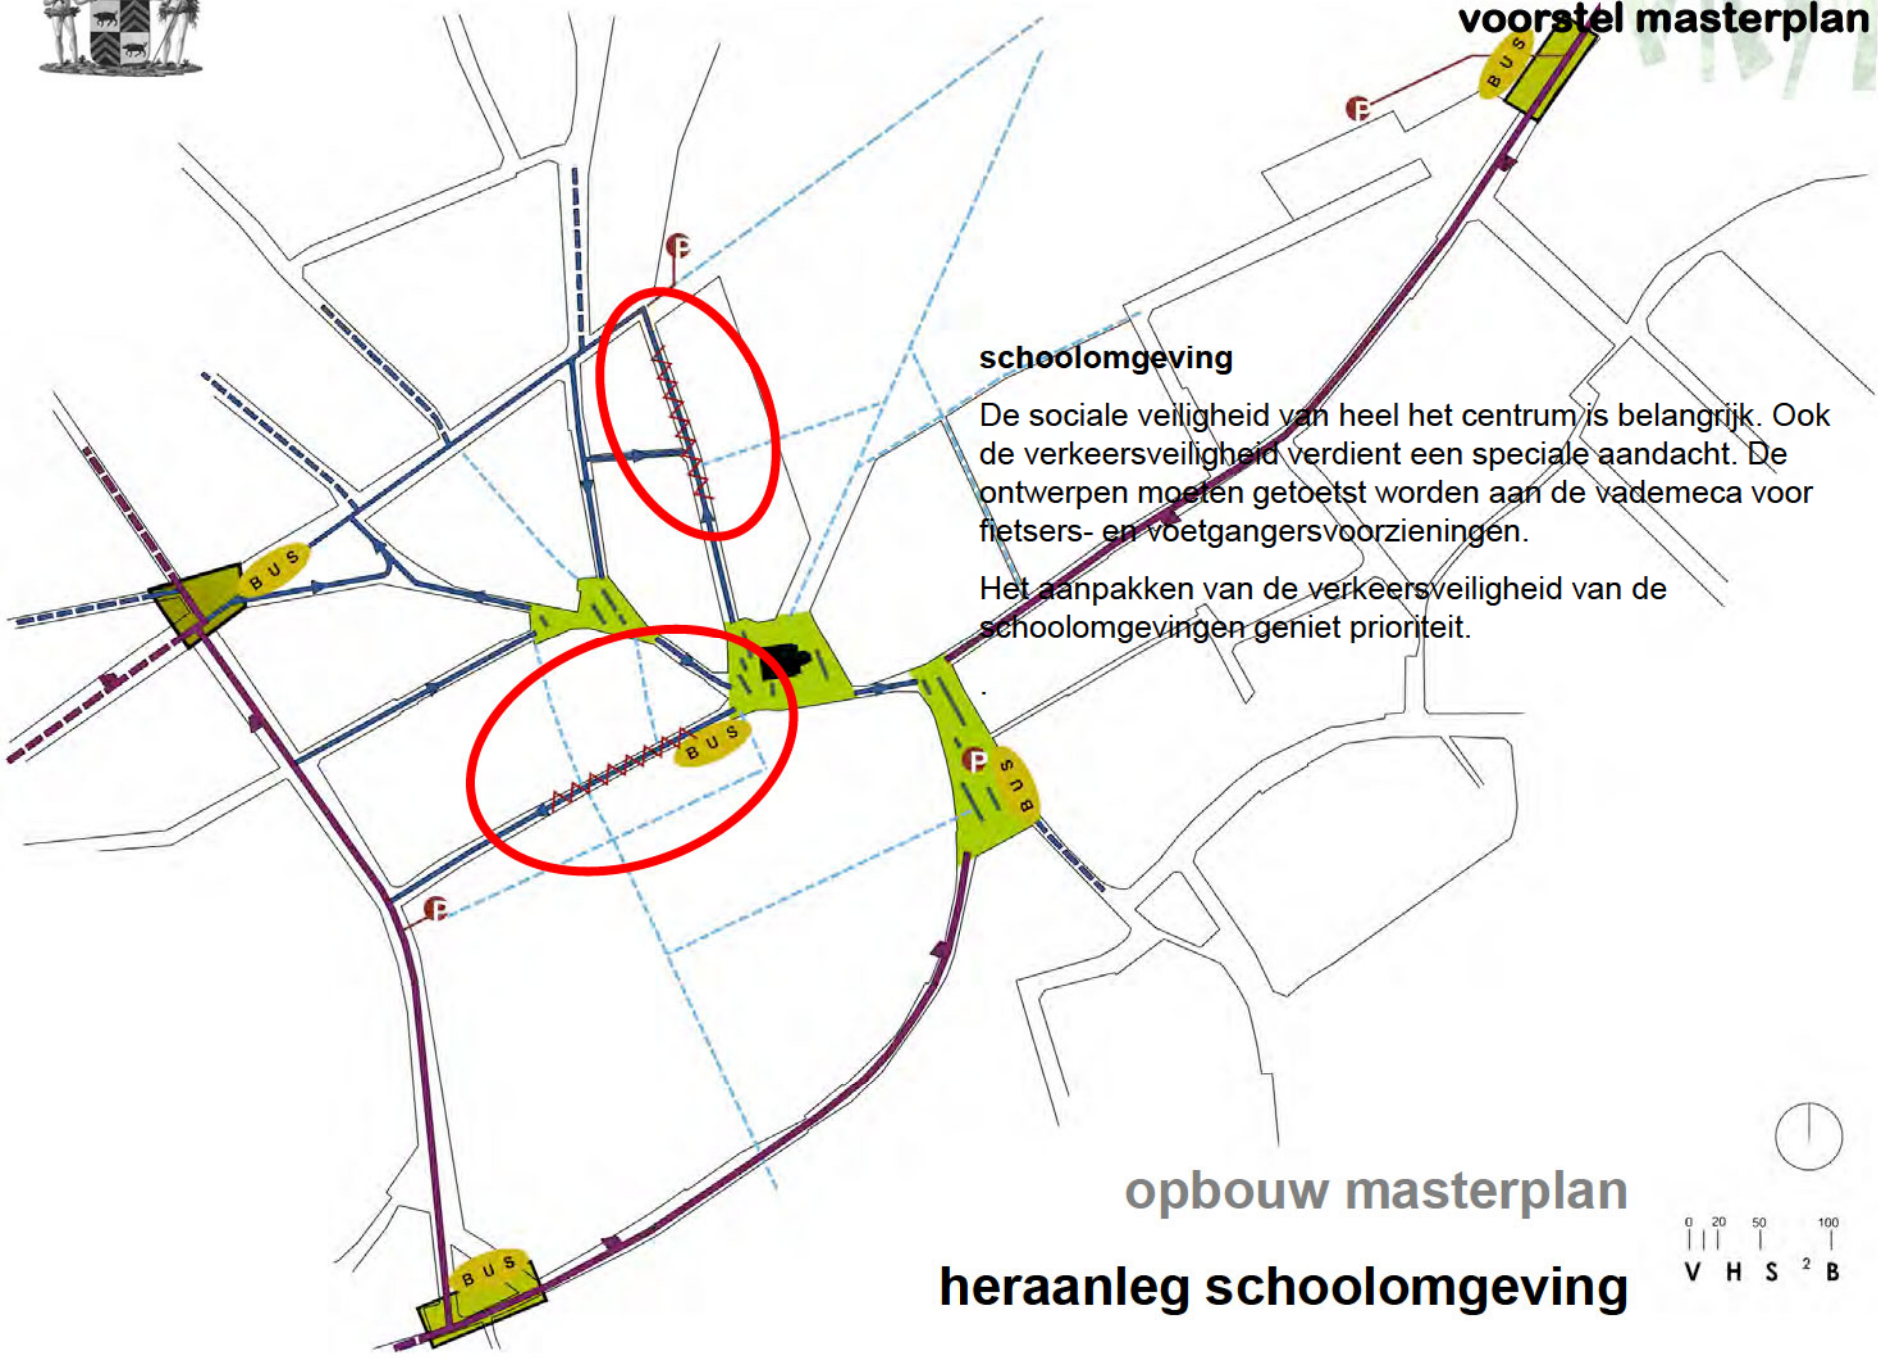 voorstel masterplan
BUS
P
P
schoolomgeving
De sociale veiligheid van heel het centrum is belangrijk. Ook
de verkeersveiligheid verdient een speciale aandacht. De
ontwerpen moeten getoetst worden aan de vademeca voor
fietsers- en voetgangersvoorzieningen.
Het aanpakken van de verkeersveiligheid van de
schoolomgevingen geniet prioriteit.
.
BUS
BUS
P
BUS
P
BUS
opbouw masterplan
heraanleg schoolomgeving
0 20 50 100
V H S ² B